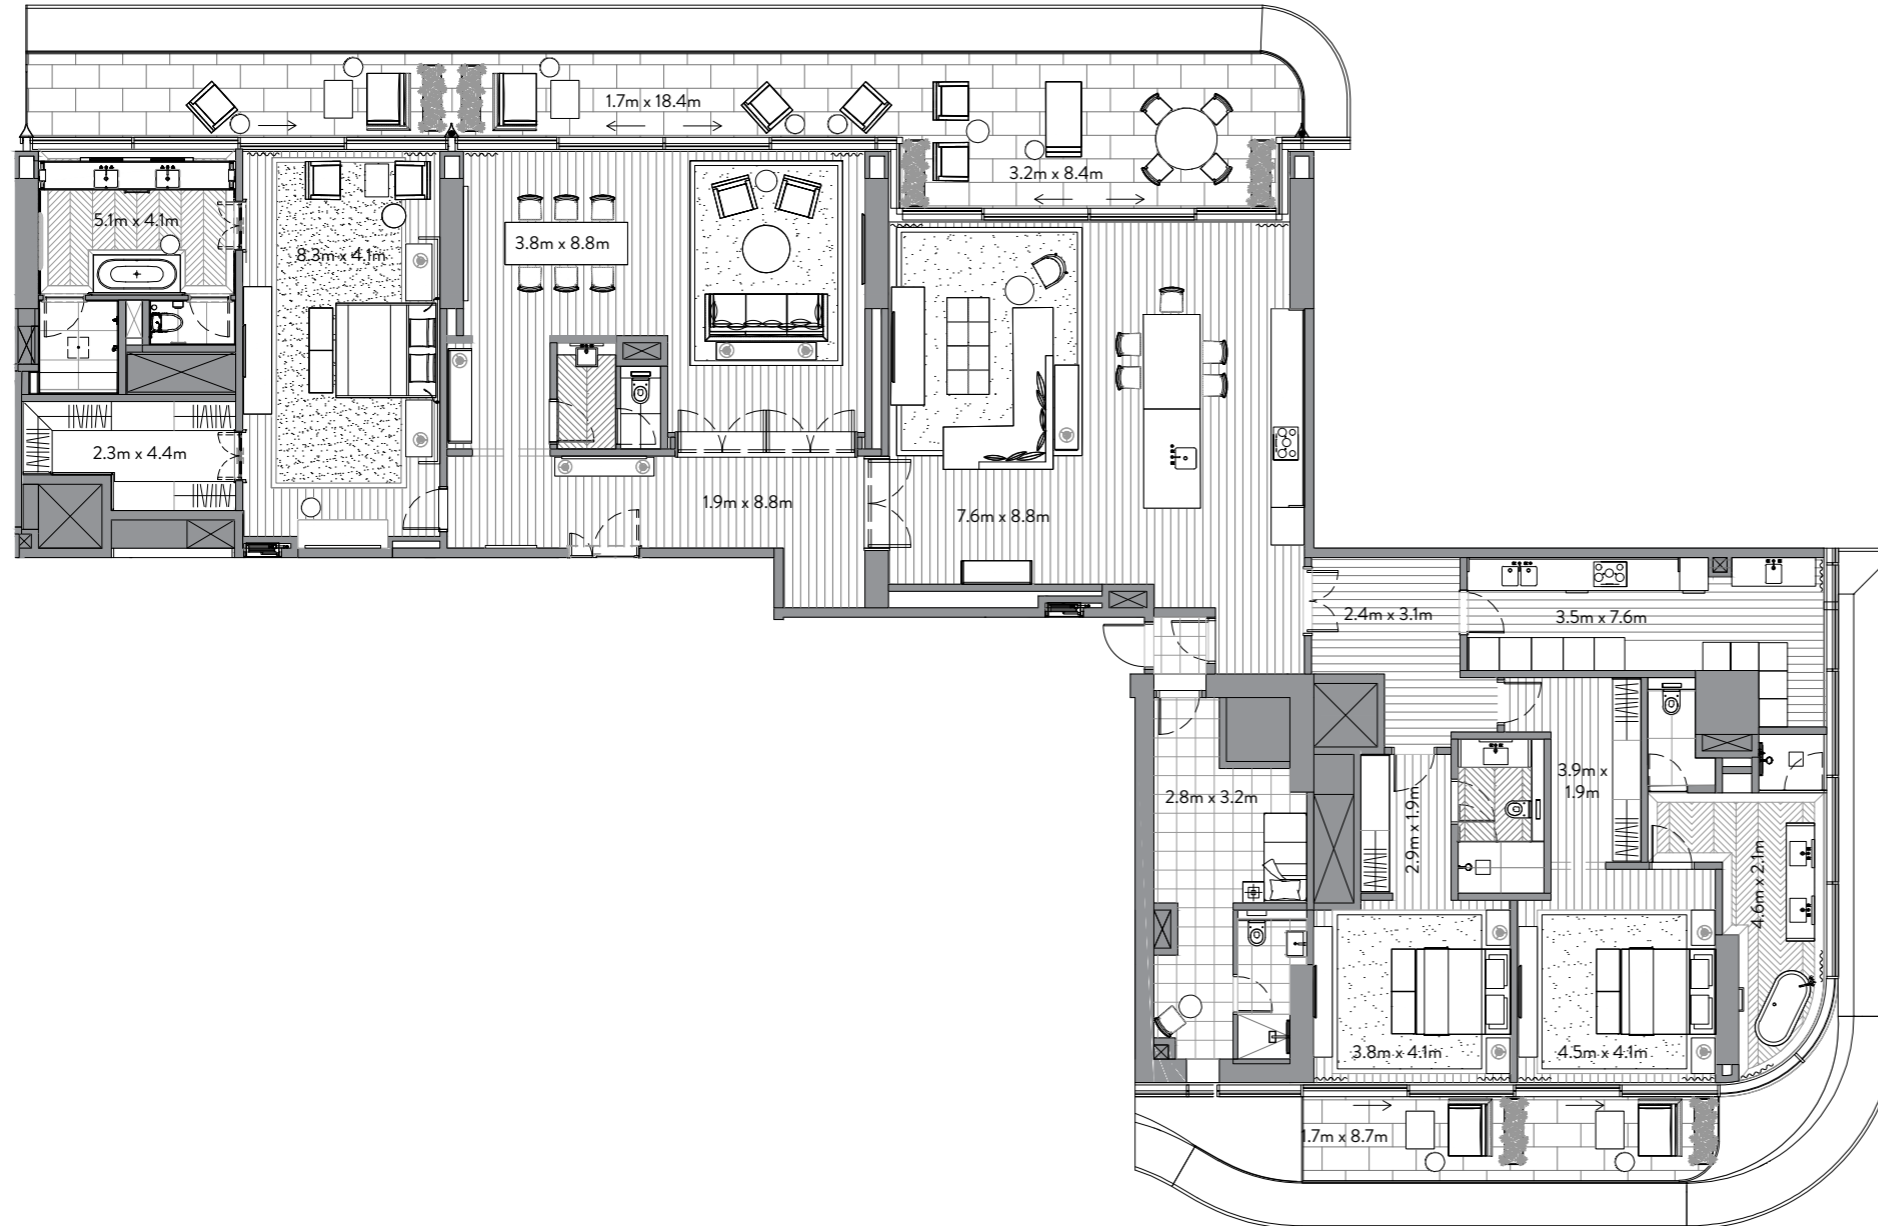 1.7m x 18.4m
3.2m x 8.4m
5.1m x 4.1m
3.8m x 8.8m
8.3m x 4.1m
2.3m x 4.4m
1.9m x 8.8m
7.6m x 8.8m
2.4m x 3.1m
3.5m x 7.6m
3.9m x
1.9m
2.8m x 3.2m
2.9m x 1.9m
4.6m x 2.1m
3.8m x 4.1m
4.5m x 4.1m
1.7m x 8.7m